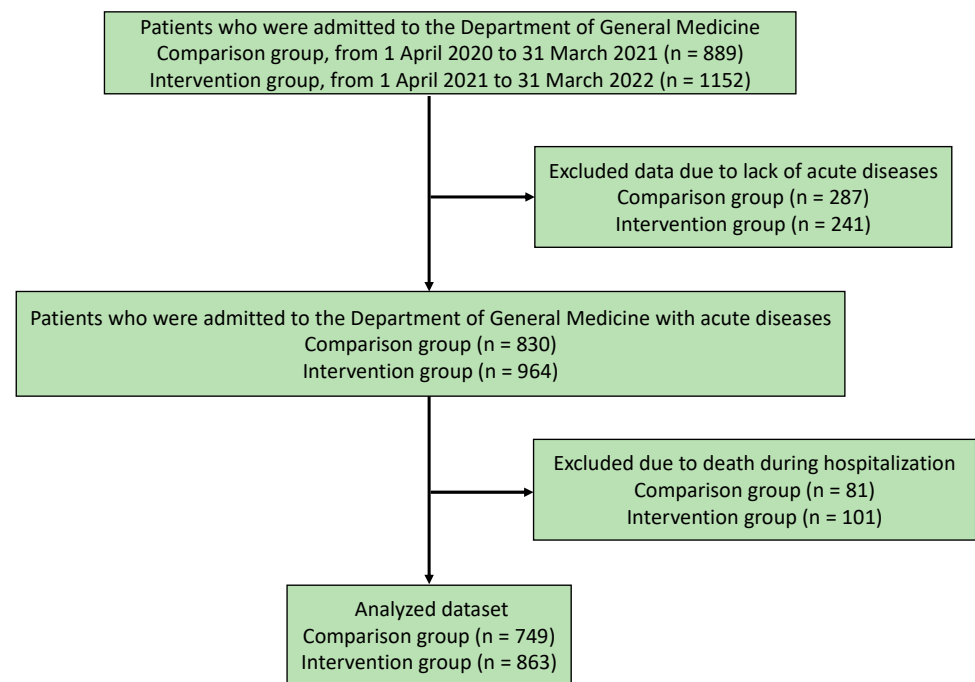 Patients who were admitted to the Department of General Medicine
Comparison group, from 1 April 2020 to 31 March 2021 (n = 889)
Intervention group, from 1 April 2021 to 31 March 2022 (n = 1152)
Excluded data due to lack of acute diseases
Comparison group (n = 287)
Intervention group (n = 241)
Patients who were admitted to the Department of General Medicine with acute diseases
Comparison group (n = 830)
Intervention group (n = 964)
Excluded due to death during hospitalization
Comparison group (n = 81)
Intervention group (n = 101)
Analyzed dataset
Comparison group (n = 749)
Intervention group (n = 863)